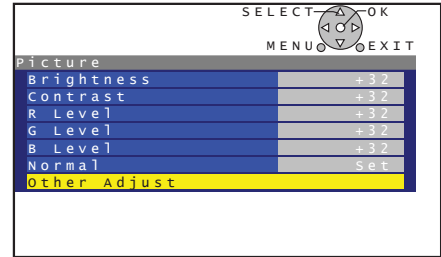 SELECT OK
MENU EXIT
Picture
Brightness +32
Contrast +32
R Level +32
G Level +32
B Level +32
Normal Set
Other Adjust